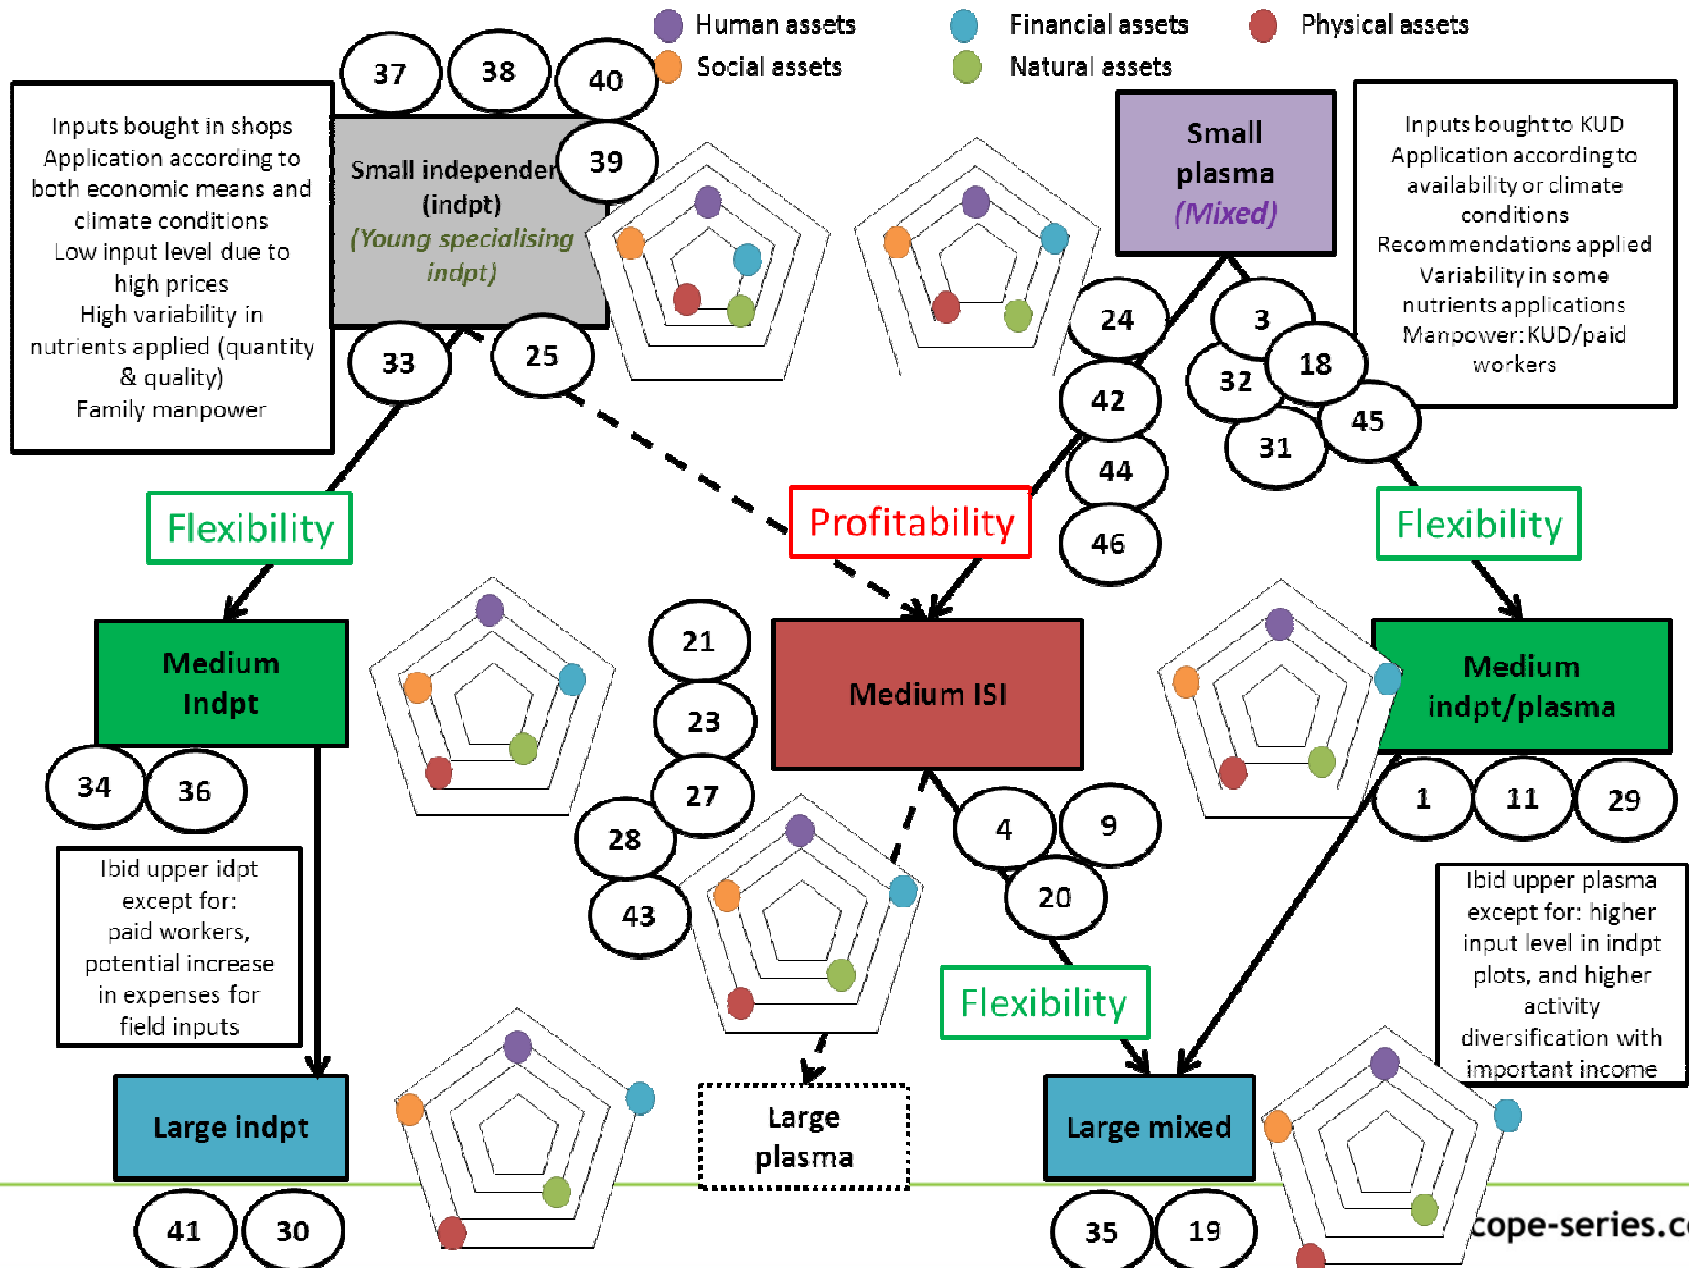 Human assets
Financial assets
Physical assets
Social assets
Natural assets
37
38
40
39
Inputs bought in shops
Application according to
both economic means and
climate conditions
Low input level due to
high prices
High variability in
nutrients applied (quantity
& quality)
Family manpower
Small independen
(indpt)
(Young specialising
indpt)
Small
plasma
(Mixed)
Inputs bought to KUD
Application according to
availability or climate
conditions
Recommendations applied
Variability in some
nutrients applications
Manpower: KUD/paid
workers
33
25
24
42
44
46
3
18
32
45
31
Flexibility
Profitability
Flexibility
Medium
Indpt
21
23
27
28
43
Medium ISI
Medium
indpt/plasma
34
36
4
9
20
1
11
29
Ibid upper idpt
except for:
paid workers,
potential increase
in expenses for
field inputs
Flexibility
Ibid upper plasma
except for: higher
input level in indpt
plots, and higher
activity
diversification with
important income
Large indpt
Large
plasma
Large mixed
41
30
35
19
cope-series.c